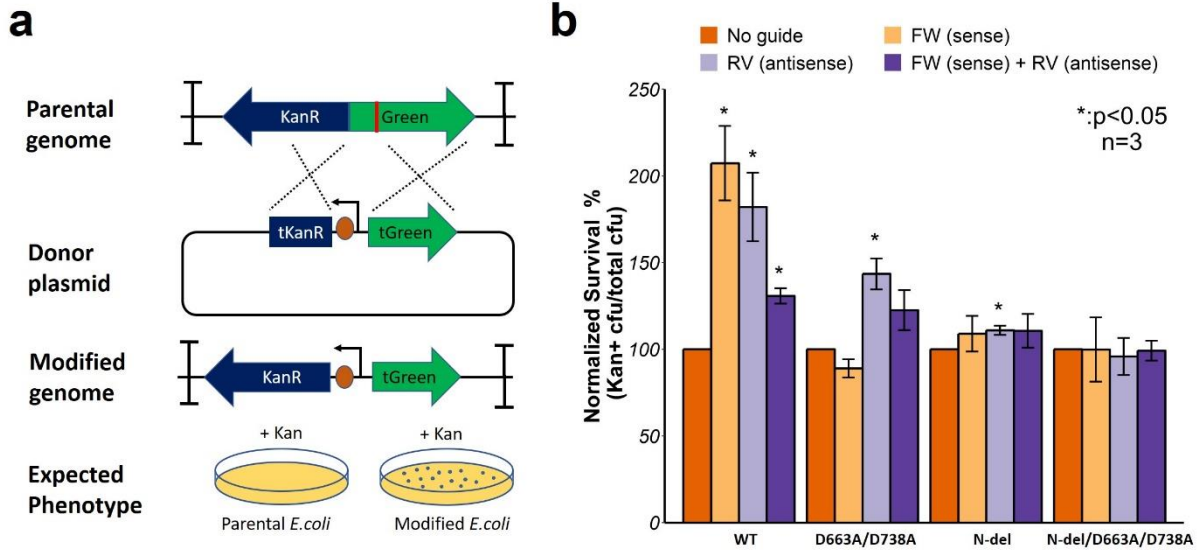 a
Parental
genome
KanR
Green
Donor
plasmid
tKanR
tGreen
Modified
genome
KanR
tGreen
Expected
Phenotype
+ Kan
+ Kan
Parental E.coli
Modified E.coli
b
No guide
FW (sense)
RV (antisense)
FW (sense) + RV (antisense)
*:p<0.05
n=3
Normalized Survival %
(Kan+ cfu/total cfu)
250
200
150
100
50
0
*
*
*
*
*
WT
D663A/D738A
N-del
N-del/D663A/D738A